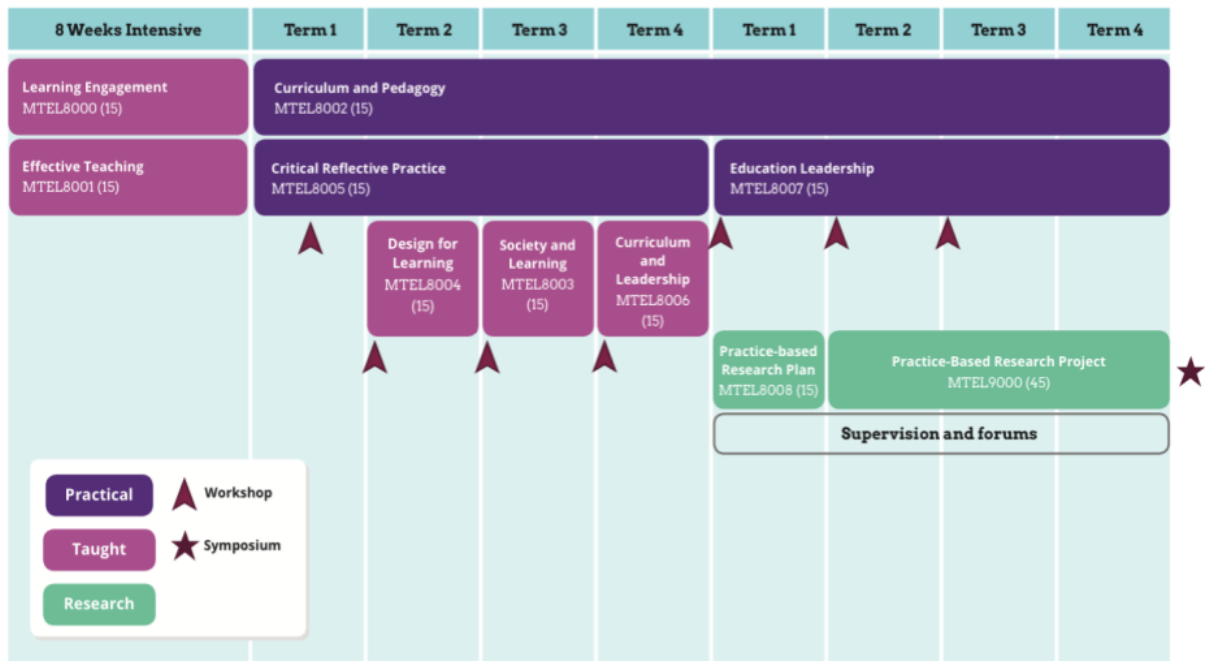 8 Weeks Intensive
Term 1
Term 2
Term 3
Term 4
Term 1
Term 2
Term 3
Term 4
Learning Engagement
MTEL8000 (15)
Curriculum and Pedagogy
MTEL8002 (15)
Effective Teaching
MTEL8001 (15)
Critical Reflective Practice
MTEL8005 (15)
Education Leadership
MTEL8007 (15)
Design for
Learning
MTEL8004
(15)
Society and
Learning
MTEL8003
(15)
Curriculum
and
Leadership
MTEL8006
(15)
Practice-based
Research Plan
MTEL8008 (15)
Practice-Based Research Project
MTEL9000 (45)
Supervision and forums
Practical
Workshop
Taught
Symposium
Research